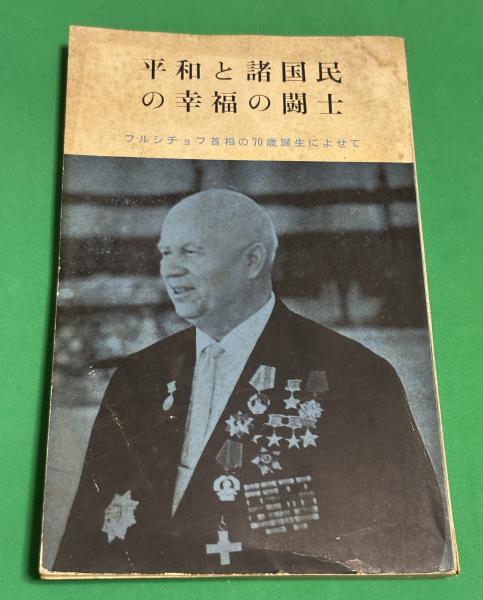 平和と諸国民
の幸福の闘士
フルシチョフ首相の70歳誕生によせて